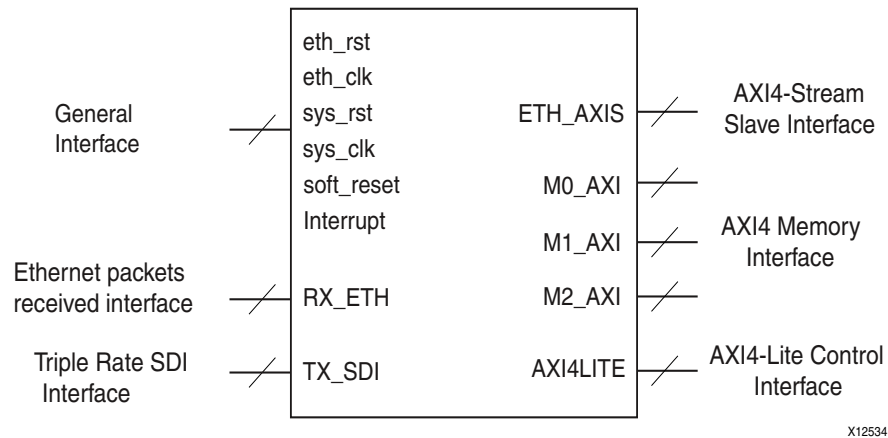 General
Interface
Ethernet packets
received interface
Triple Rate SDI
Interface
eth_rst
eth_clk
sys_rst
sys_clk
soft_reset
Interrupt
RX_ETH
TX_SDI
ETH_AXIS
M0_AXI
M1_AXI
M2_AXI
AXI4LITE
AXI4-Stream
Slave Interface
AXI4 Memory
Interface
AXI4-Lite Control
Interface
X12534